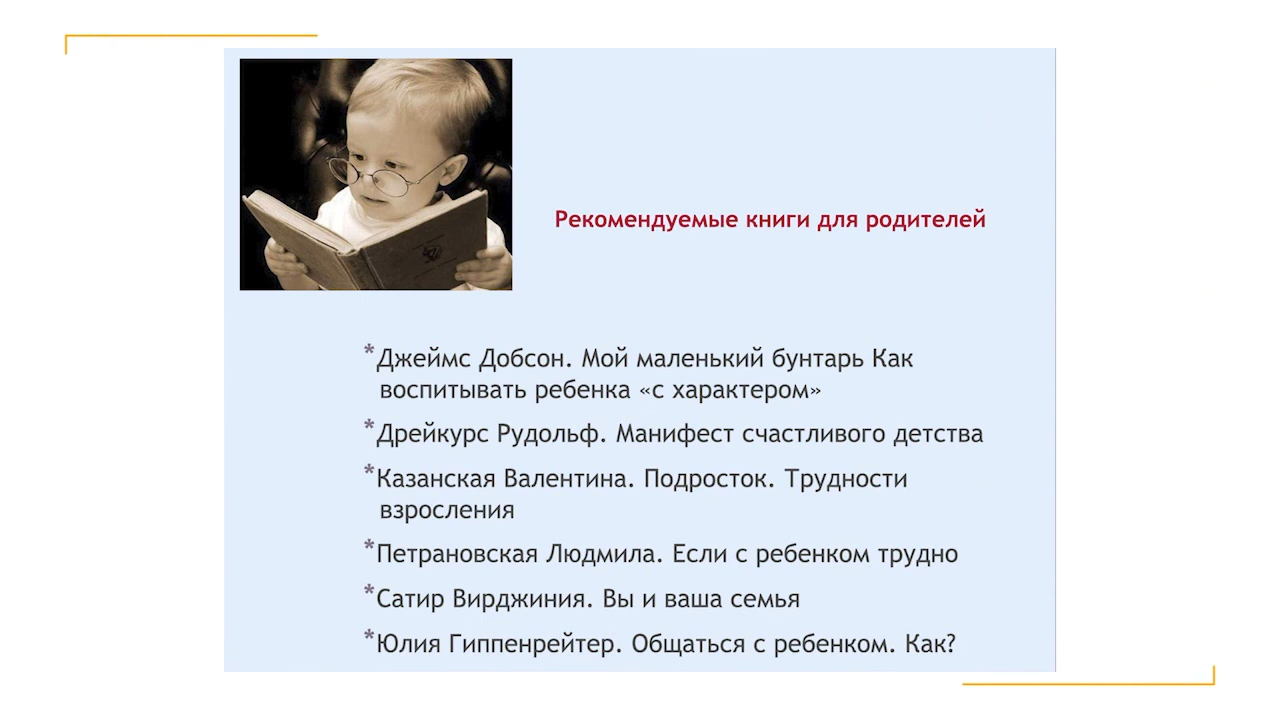 Рекомендуемые книги для родителей
*Джеймс Добсон. Мой маленький бунтарь Как
воспитывать ребенка «с характером»
*Дрейкурс Рудольф. Манифест счастливого детства
*Казанская Валентина. Подросток. Трудности
взросления
*Петрановская Людмила. Если с ребенком трудно
*Сатир Вирджиния. Вы и ваша семья
*Юлия Гиппенрейтер. Общаться с ребенком. Как?